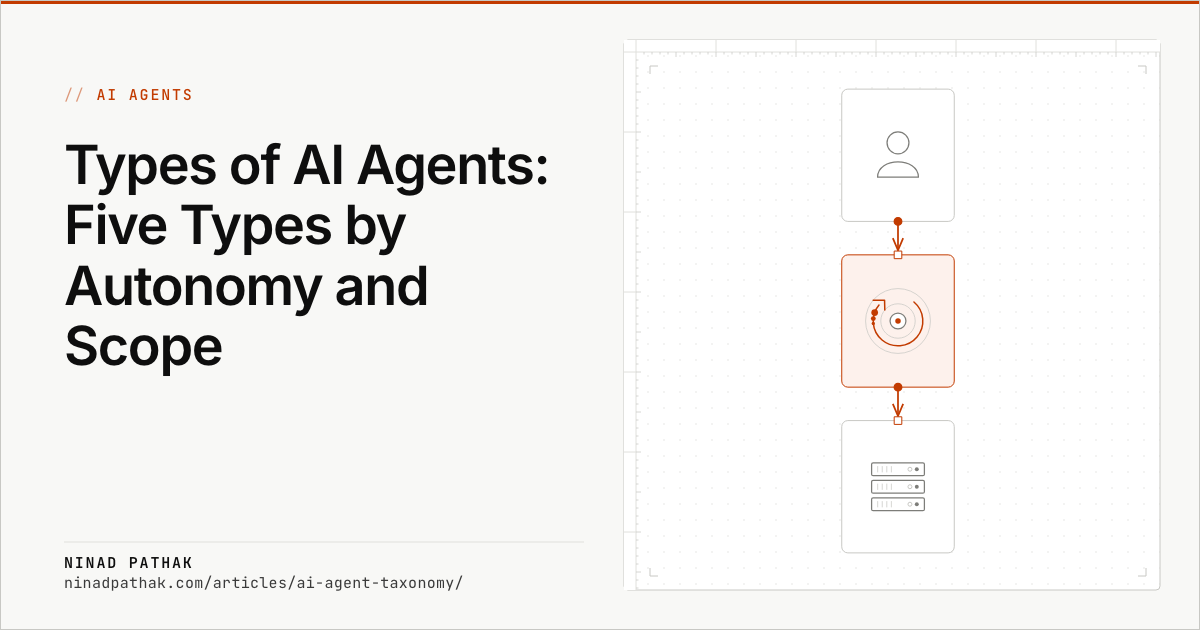 // AI AGENTS
Types of AI Agents:
Five Types by
Autonomy and
Scope
NINAD PATHAK
ninadpathak.com/articles/ai-agent-taxonomy/